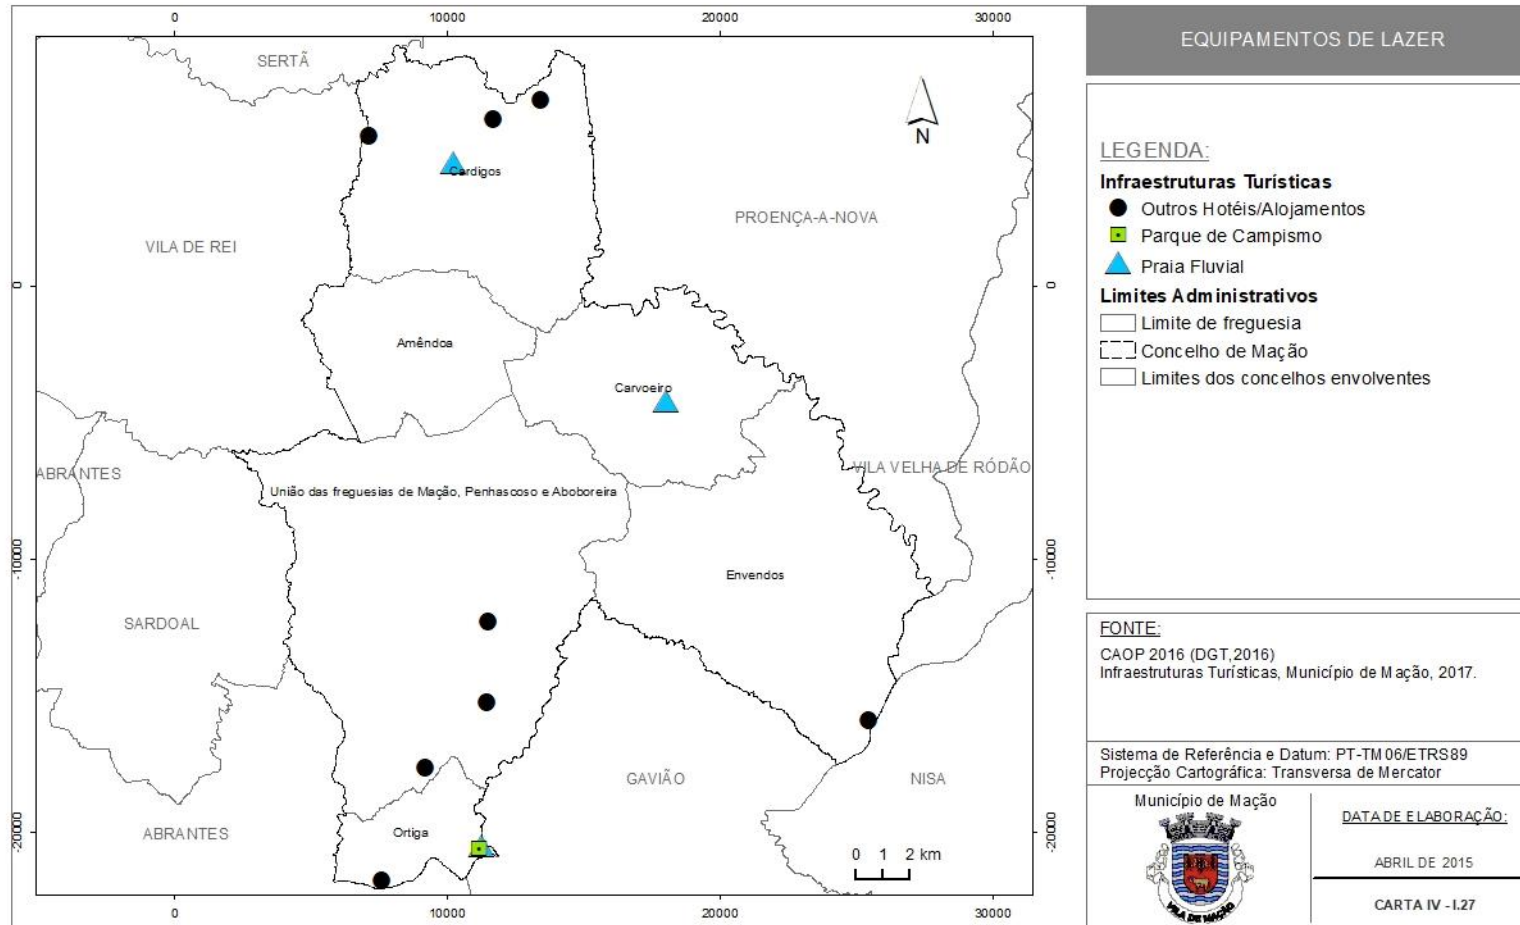 0
10000
20000
30000
EQUIPAMENTOS DE LAZER
SERTÃ
N
Cardigos
PROENÇA-A-NOVA
VILA DE REI
0
0
Amêndoa
Carvoeiro
ABRANTES
VILA VELHA DE RÓDÃO
União das freguesias de Mação, Penhascoso e Aboboreira
-10000
-10000
Envendos
SARDOAL
GAVIÃO
NISA
ABRANTES
Ortiga
-20000
-20000
0 1 2 km
0
10000
20000
30000
LEGENDA:
Infraestruturas Turísticas
Outros Hotéis/Alojamentos
Parque de Campismo
Praia Fluvial
Limites Administrativos
Limite de freguesia
Concelho de Mação
Limites dos concelhos envolventes
FONTE:
CAOP 2016 (DGT,2016)
Infraestruturas Turísticas, Município de Mação, 2017.
Sistema de Referência e Datum: PT-TM06/ETRS89
Projecção Cartográfica: Transversa de Mercator
Município de Mação
VILA DE MAÇÃO
DATA DE ELABORAÇÃO:
ABRIL DE 2015
CARTA IV - I.27